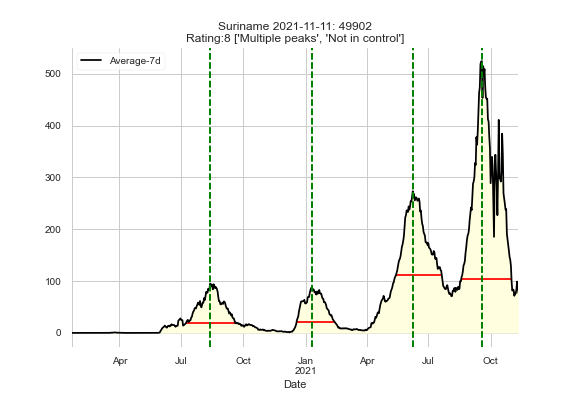 Suriname 2021-11-11: 49902
Rating:8 ['Multiple peaks', 'Not in control']
Average-7d
500
400
300
200
100
0
Apr Jul Oct Jan Apr Jul Oct
2021
Date